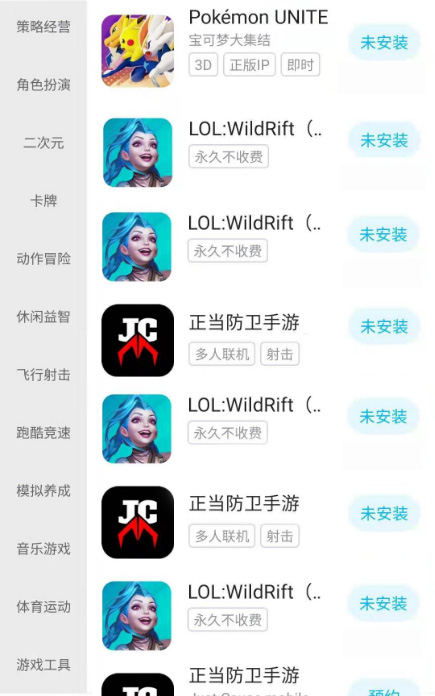 策略经营
角色扮演
二次元
卡牌
动作冒险
休闲益智
飞行射击
跑酷竞速
模拟养成
音乐游戏
体育运动
游戏工具
Pokémon UNITE
宝可梦大集结
3D 正版IP 即时
未安装
LOL:WildRift（..
永久不收费
未安装
LOL:WildRift（..
永久不收费
未安装
JC
正当防卫手游
多人联机 射击
未安装
LOL:WildRift（..
永久不收费
未安装
JC
正当防卫手游
多人联机 射击
未安装
LOL:WildRift（..
永久不收费
未安装
JC
正当防卫手游
Just Cause mobile
预约